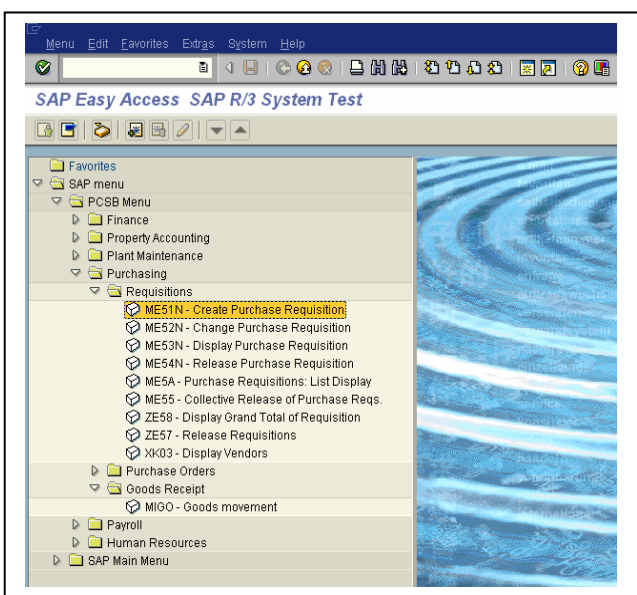 Menu Edit Favorites Extras System Help
SAP Easy Access SAP R/3 System Test
Favorites
SAP menu
PCSB Menu
Finance
Property Accounting
Plant Maintenance
Purchasing
Requisitions
ME51N - Create Purchase Requisition
ME52N - Change Purchase Requisition
ME53N - Display Purchase Requisition
ME54N - Release Purchase Requisition
ME5A - Purchase Requisitions: List Display
ME55 - Collective Release of Purchase Reqs.
ZE58 - Display Grand Total of Requisition
ZE57 - Release Requisitions
XK03 - Display Vendors
Purchase Orders
Goods Receipt
MIGO - Goods movement
Payroll
Human Resources
SAP Main Menu